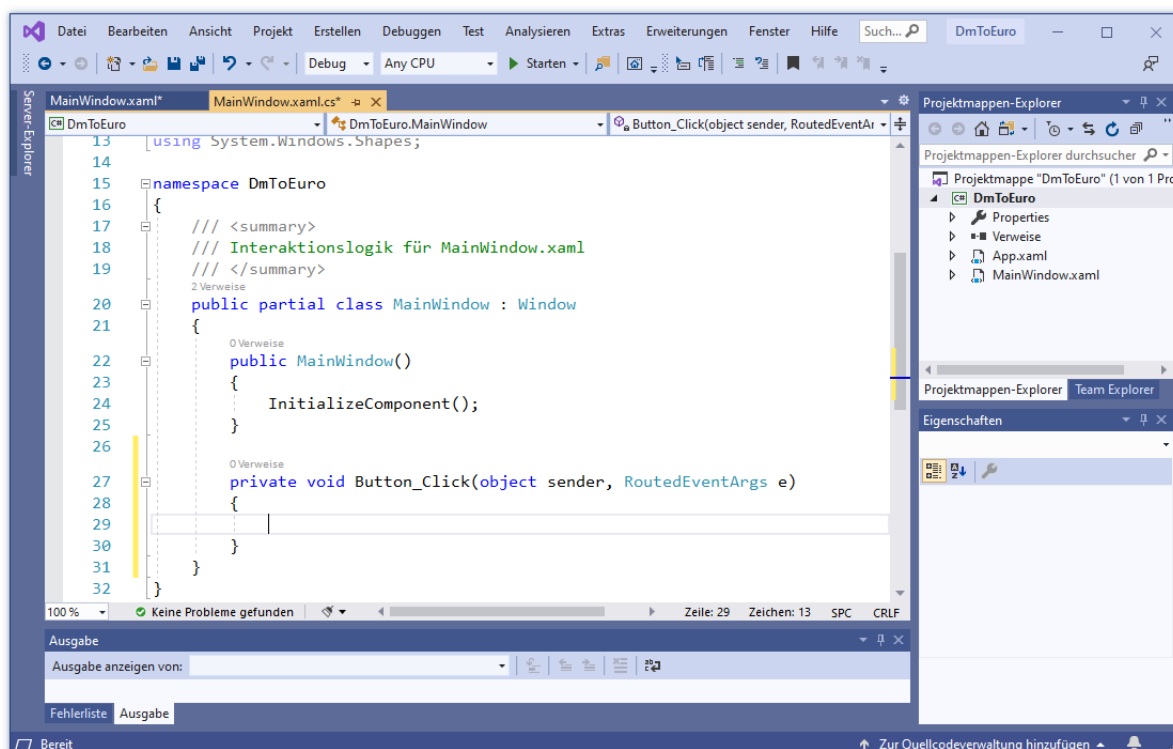 Datei Bearbeiten Ansicht Projekt Erstellen Debuggen Test Analysieren Extras Erweiterungen Fenster Hilfe Such... DmToEuro
Debug Any CPU Starten
Server-Explorer
MainWindow.xaml* MainWindow.xaml.cs*
C# DmToEuro DmToEuro.MainWindow Button_Click(object sender, RoutedEventAr
13 using System.Windows.Shapes;
14
15 namespace DmToEuro
16 {
17 /// <summary>
18 /// Interaktionslogik für MainWindow.xaml
19 /// </summary>
2 Verweise
20 public partial class MainWindow : Window
21 {
0 Verweise
22 public MainWindow()
23 {
24 InitializeComponent();
25 }
26
0 Verweise
27 private void Button_Click(object sender, RoutedEventArgs e)
28 {
29
30 }
31 }
32 }
100 % Keine Probleme gefunden Zeile: 29 Zeichen: 13 SPC CRLF
Ausgabe
Ausgabe anzeigen von:
Fehlerliste Ausgabe
Projektmappen-Explorer
Projektmappen-Explorer durchsucher
Projektmappe "DmToEuro" (1 von 1 Pro
C# DmToEuro
Properties
Verweise
App.xaml
MainWindow.xaml
Projektmappen-Explorer Team Explorer
Eigenschaften
Bereit Zur Quellcodeverwaltung hinzufügen